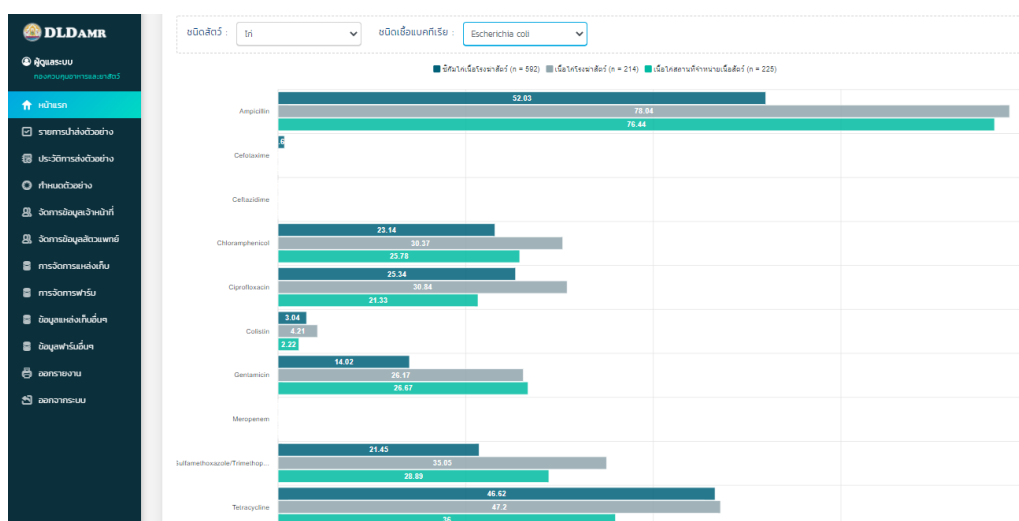 DLDAMR
ผู้ดูแลระบบ
กองควบคุมอาหารและยาสัตว์
หน้าแรก
รายการนำส่งตัวอย่าง
ประวัติการส่งตัวอย่าง
กำหนดตัวอย่าง
จัดการข้อมูลเจ้าหน้าที่
จัดการข้อมูลสัตวแพทย์
การจัดการแหล่งเก็บ
การจัดการฟาร์ม
ข้อมูลแหล่งเก็บอื่นๆ
ข้อมูลฟาร์มอื่นๆ
ออกรายงาน
ออกจากระบบ
ชนิดสัตว์ : ไก่ ชนิดเชื้อแบคทีเรีย : Escherichia coli
ซีคัมไก่เนื้อโรงฆ่าสัตว์ (n = 592) เนื้อไก่โรงฆ่าสัตว์ (n = 214) เนื้อไก่สถานที่จำหน่ายเนื้อสัตว์ (n = 225)
52.03
Ampicillin 78.04
76.44
Cefotaxime
Ceftazidime
23.14
Chloramphenicol 30.37
25.78
25.34
Ciprofloxacin 30.84
21.33
3.04
Colistin 4.21
2.22
14.02
Gentamicin 26.17
26.67
Meropenem
21.45
Sulfamethoxazole/Trimethop... 35.05
28.89
46.62
Tetracycline 47.2
36